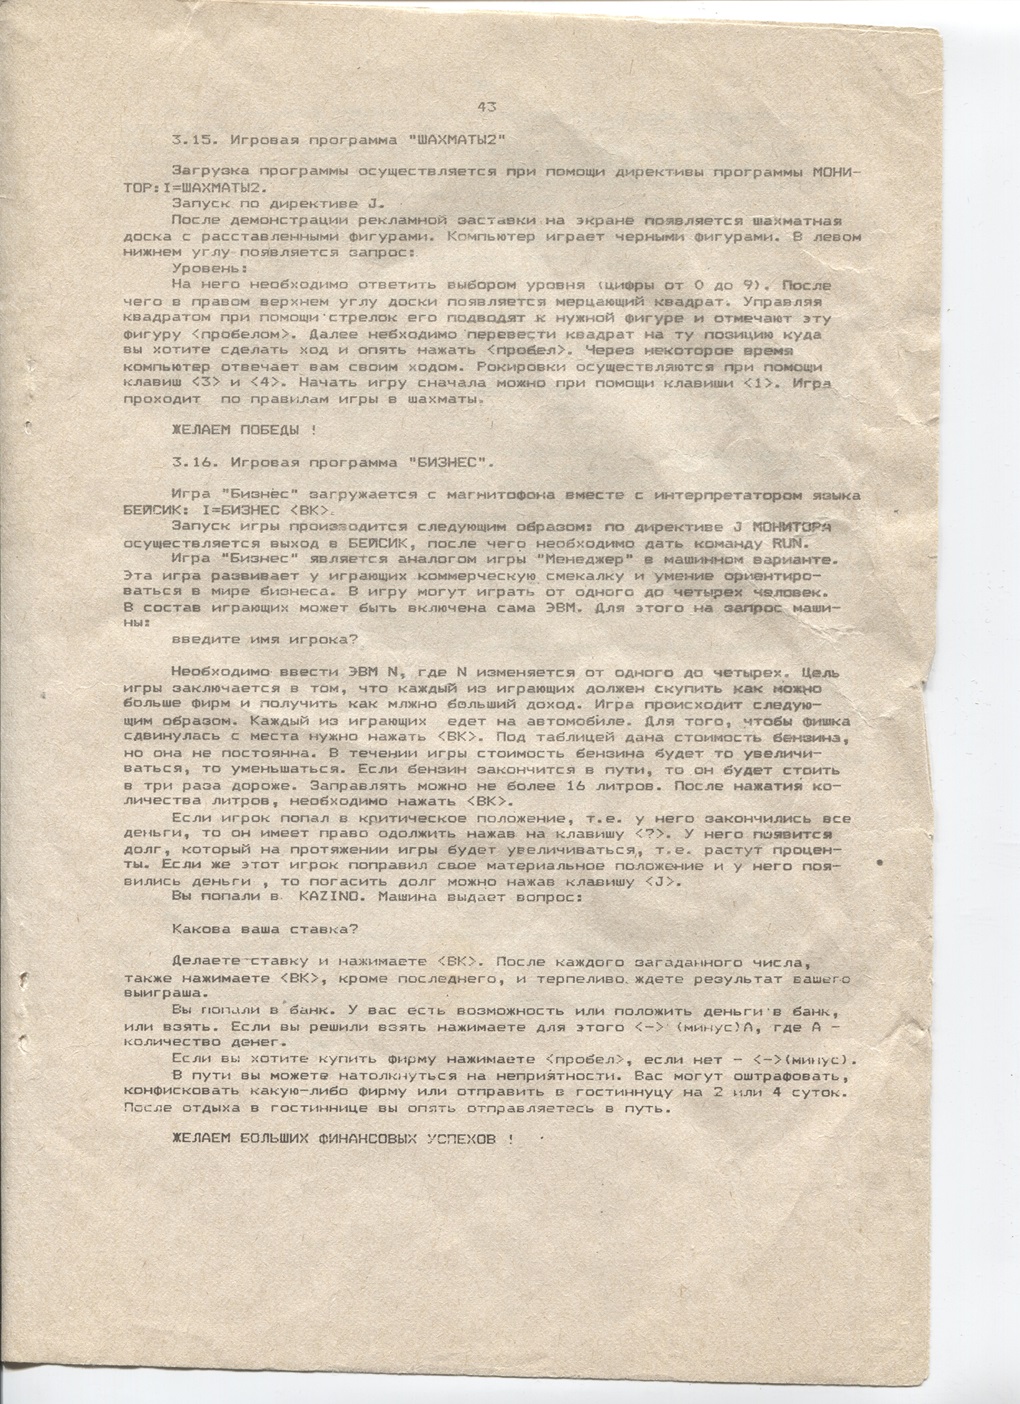 43
3.15. Игровая программа "ШАХМАТЫ2"
Загрузка программы осуществляется при помощи директивы программы МОНИ-
ТОР:I=ШАХМАТЫ2.
Запуск по директиве J.
После демонстрации рекламной заставки на экране появляется шахматная
доска с расставленными фигурами. Компьютер играет черными фигурами. В левом
нижнем углу появляется запрос:
Уровень:
На него необходимо ответить выбором уровня (цифры от 0 до 9). После
чего в правом верхнем углу доски появляется мерцающий квадрат. Управляя
квадратом при помощи стрелок его подводят к нужной фигуре и отмечают эту
фигуру <пробелом>. Далее небходимо перевести квадрат на ту позицию куда
вы хотите сделать ход и опять нажать <пробел>. Через некоторое время
компьютер отвечает вам своим ходом. Рокировки осуществляются при помощи
клавиш <3> и <4>. Начать игру сначала можно при помощи клавиши <1>. Игра
проходит  по правилам игры в шахматы.
ЖЕЛАЕМ ПОБЕДЫ !
3.16. Игровая программа "БИЗНЕС".
Игра "Бизнес" загружается с магнитофона вместе с интерпретатором языка
БЕЙСИК: I=БИЗНЕС <ВК>.
Запуск игры производится следующим образом: по директиве J МОНИТОРА
осуществляется выход в БЕЙСИК, после чего необходимо дать команду RUN.
Игра "Бизнес" является аналогом игры "Менеджер" в машинном варианте.
Эта игра развивает у играющих коммерческую смекалку и умение ориентиро-
ваться в мире бизнеса. В игру могут играть от одного до четырех человек.
В состав играющих может быть включена сама ЭВМ. Для этого на запрос маши-
ны:
введите имя игрока?
Необходимо ввести ЭВМ N, где N изменяется от одного до четырех. Цель
игры заключается в том, что каждый из играющих должен скупить как можно
больше фирм и получить как млжно больший доход. Игра происходит следую-
щим образом. Каждый из играющих  едет на автомобиле. Для того, чтобы фишка
сдвинулась с места нужно нажать <ВК>. Под таблицей дана стоимость бензина,
но она не постоянна. В течении игры стоимость бензина будет то увеличи-
ваться, то уменьшаться. Если бензин закончится в пути, то он будет стоить
в три раза дороже. Заправлять можно не более 16 литров. После нажатия ко-
личества литров, необходимо нажать <ВК>.
Если игрок попал в критическое положение, т.е. у него закончились все
деньги, то он имеет право одолжить нажав на клавишу <?>. У него появится
долг, который на протяжении игры будет увеличиваться, т.е. растут процен-
ты. Если же этот игрок поправил свое материальное положение и у него поя-
вились деньги , то погасить долг можно нажав клавишу <J>.
Вы попали в  KAZINO. Машина выдает вопрос:
Какова ваша ставка?
Делаете ставку и нажимаете <ВК>. После каждого загаданного числа,
также нажимаете <ВК>, кроме последнего, и терпеливо ждете результат вашего
выиграша.
Вы попали в банк. У вас есть возможность или положить деньги в банк,
или взять. Если вы решили взять нажимаете для этого <-> (минус)А, где А -
количество денег.
Если вы хотите купить фирму нажимаете <пробел>, если нет - <->(минус).
В пути вы можете натолкнуться на неприятности. Вас могут оштрафовать,
конфисковать какую-либо фирму или отправить в гостинницу на 2 или 4 суток.
После отдыха в гостиннице вы опять отправляетесь в путь.
ЖЕЛАЕМ БОЛЬШИХ ФИНАНСОВЫХ УСПЕХОВ !